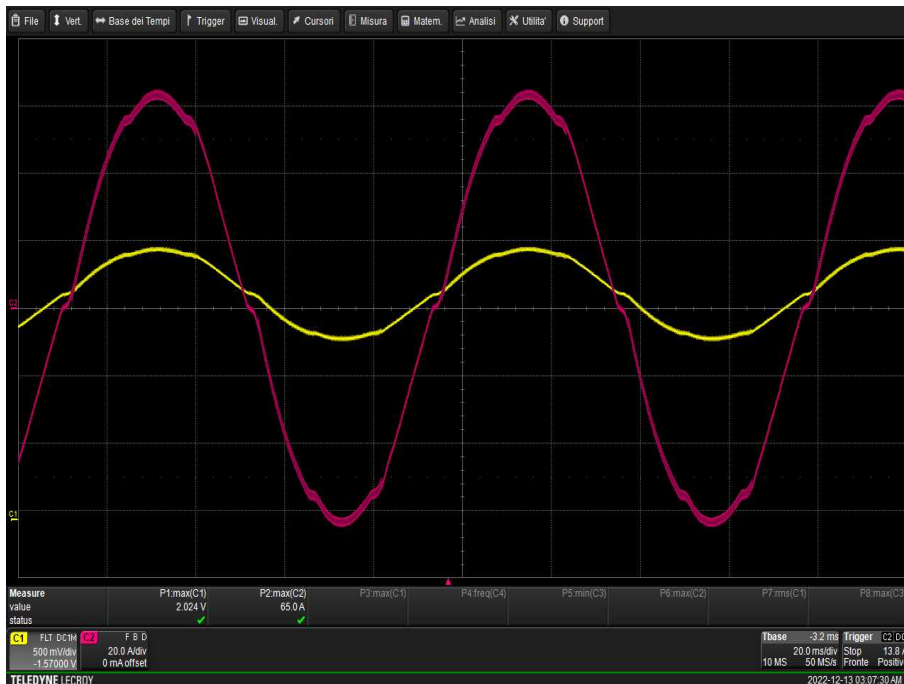 File Vert. Base dei Tempi Trigger Visual. Cursori Misura Matem. Analisi Utilita' Support
C2
C1
Measure P1:max(C1) P2:max(C2) P3:max(C1) P4:freq(C4) P5:min(C3) P6:max(C2) P7:rms(C1) P8:max(C3
value 2.024 V 65.0 A
status
C1 FLT DC1M C2 F B D Tbase -3.2 ms Trigger C2 DC
500 mV/div 20.0 A/div 20.0 ms/div Stop 13.8 A
-1.57000 V 0 mA offset 10 MS 50 MS/s Fronte Positiv
TELEDYNE LECROY 2022-12-13 03:07:30 AM